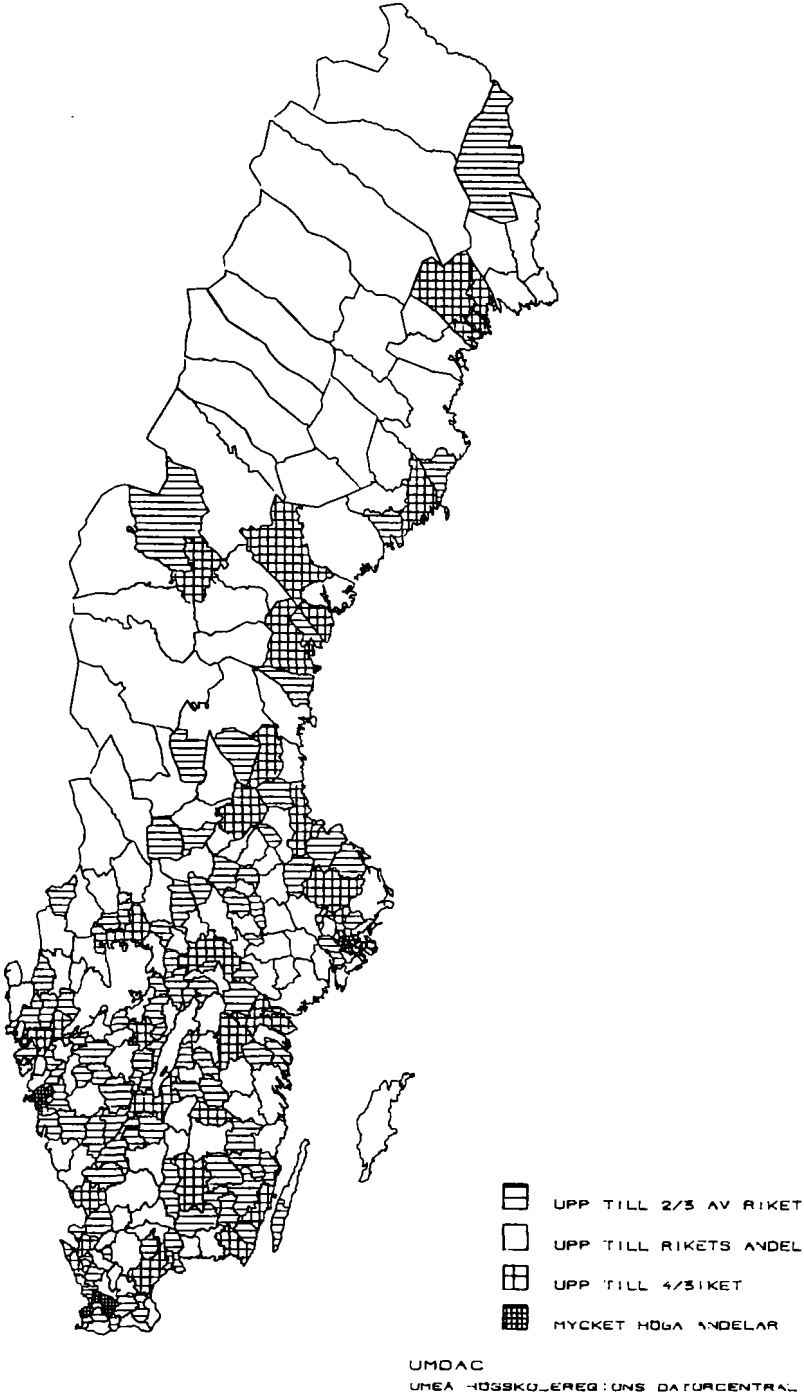 UPP TILL 2/3 AV RIKET
UPP TILL RIKETS ANDEL
UPP TILL 4/3IKET
MYCKET HÖGA ANDELAR
UMDAC
UMEA HÖGSKOLEREGIONS DATORCENTRAL